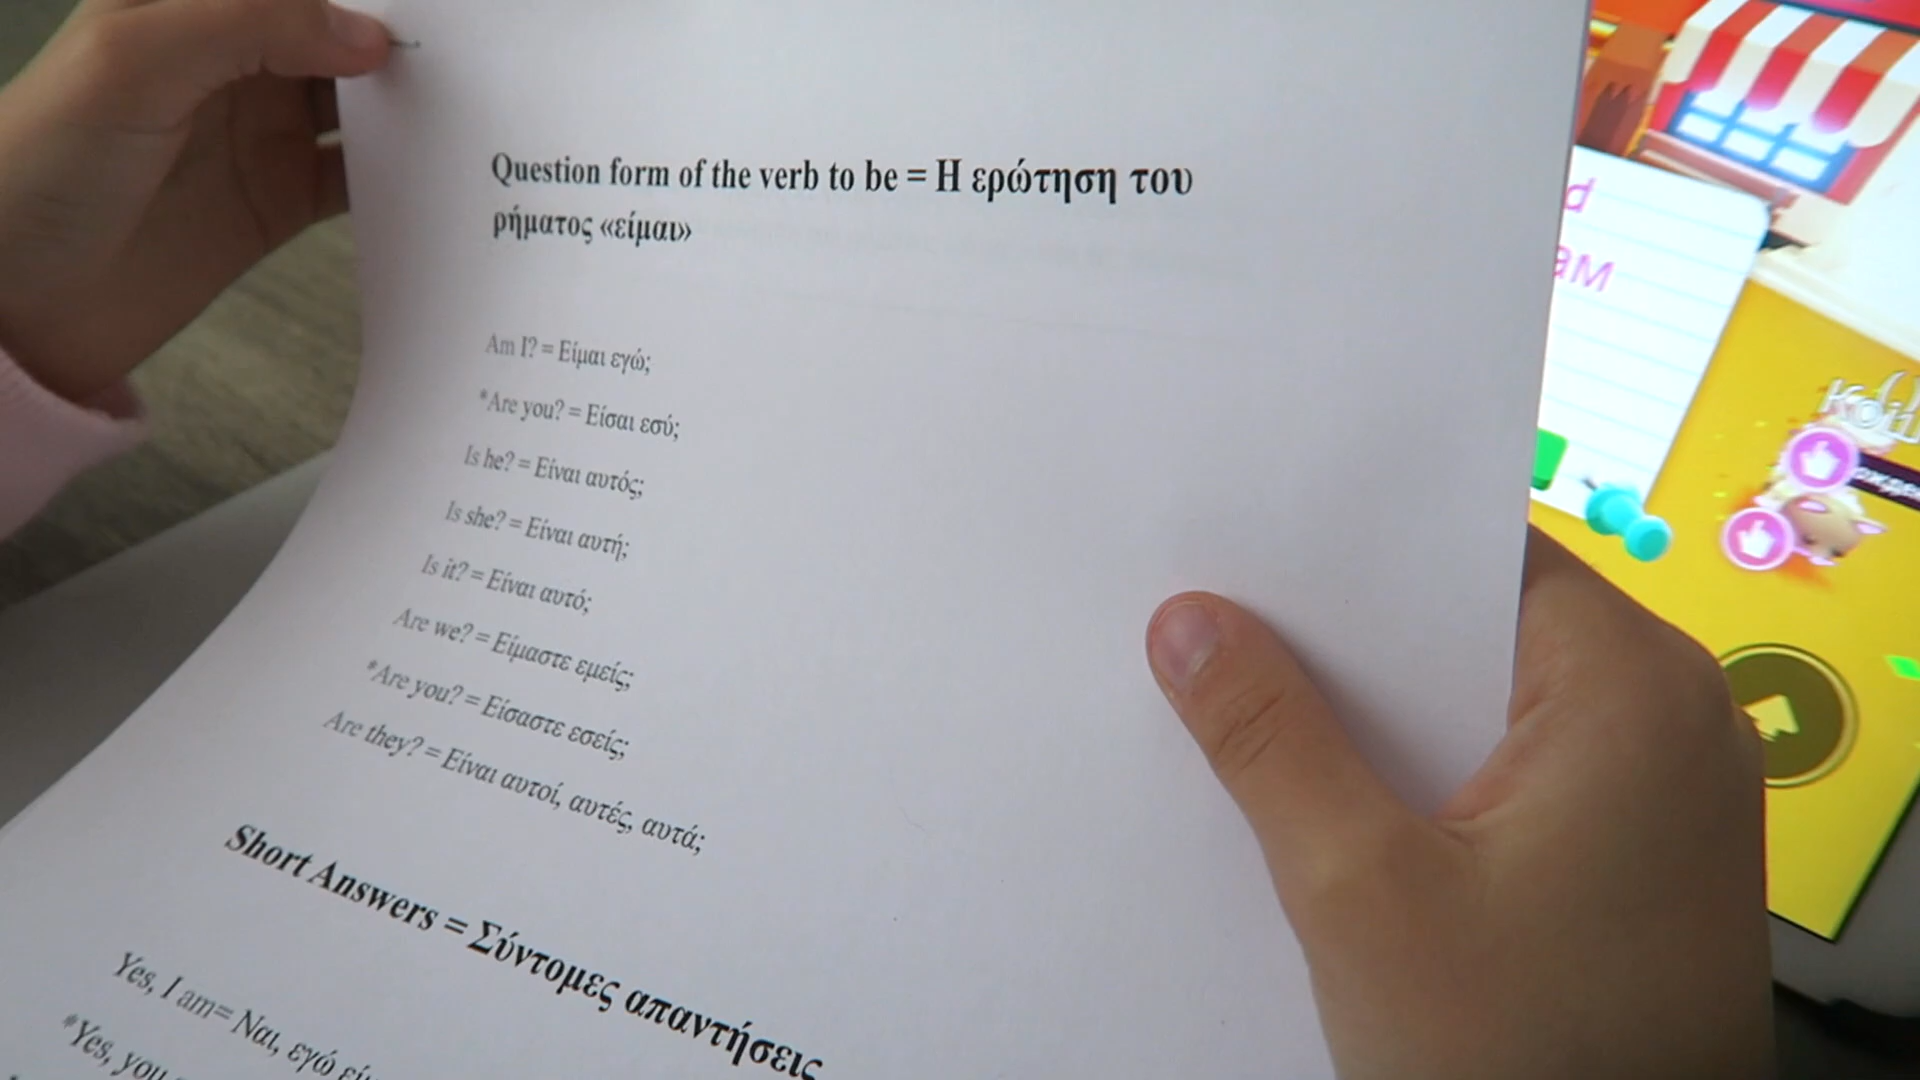 Question form of the verb to be = Η ερώτηση του
ρήματος «είμαι»
Am I? = Είμαι εγώ;
*Are you? = Είσαι εσύ;
Is he? = Είναι αυτός;
Is she? = Είναι αυτή;
Is it? = Είναι αυτό;
Are we? = Είμαστε εμείς;
*Are you? = Είσαστε εσείς;
Are they? = Είναι αυτοί, αυτές, αυτά;
Short Answers = Σύντομες απαντήσεις
Yes, I am= Ναι, εγώ
*Yes, you